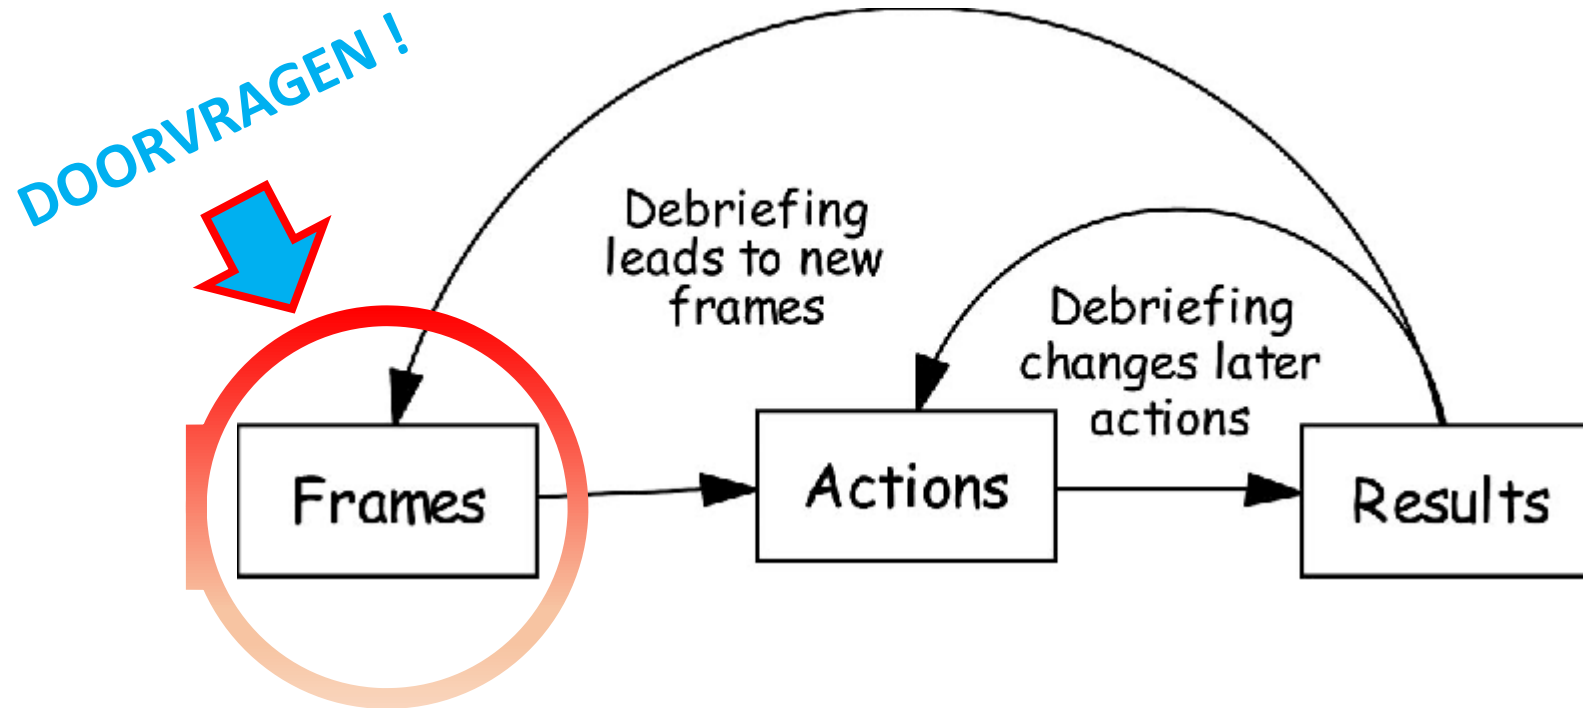 DOORVRAGEN !
Debriefing
leads to new
frames
Debriefing
changes later
actions
Frames
Actions
Results